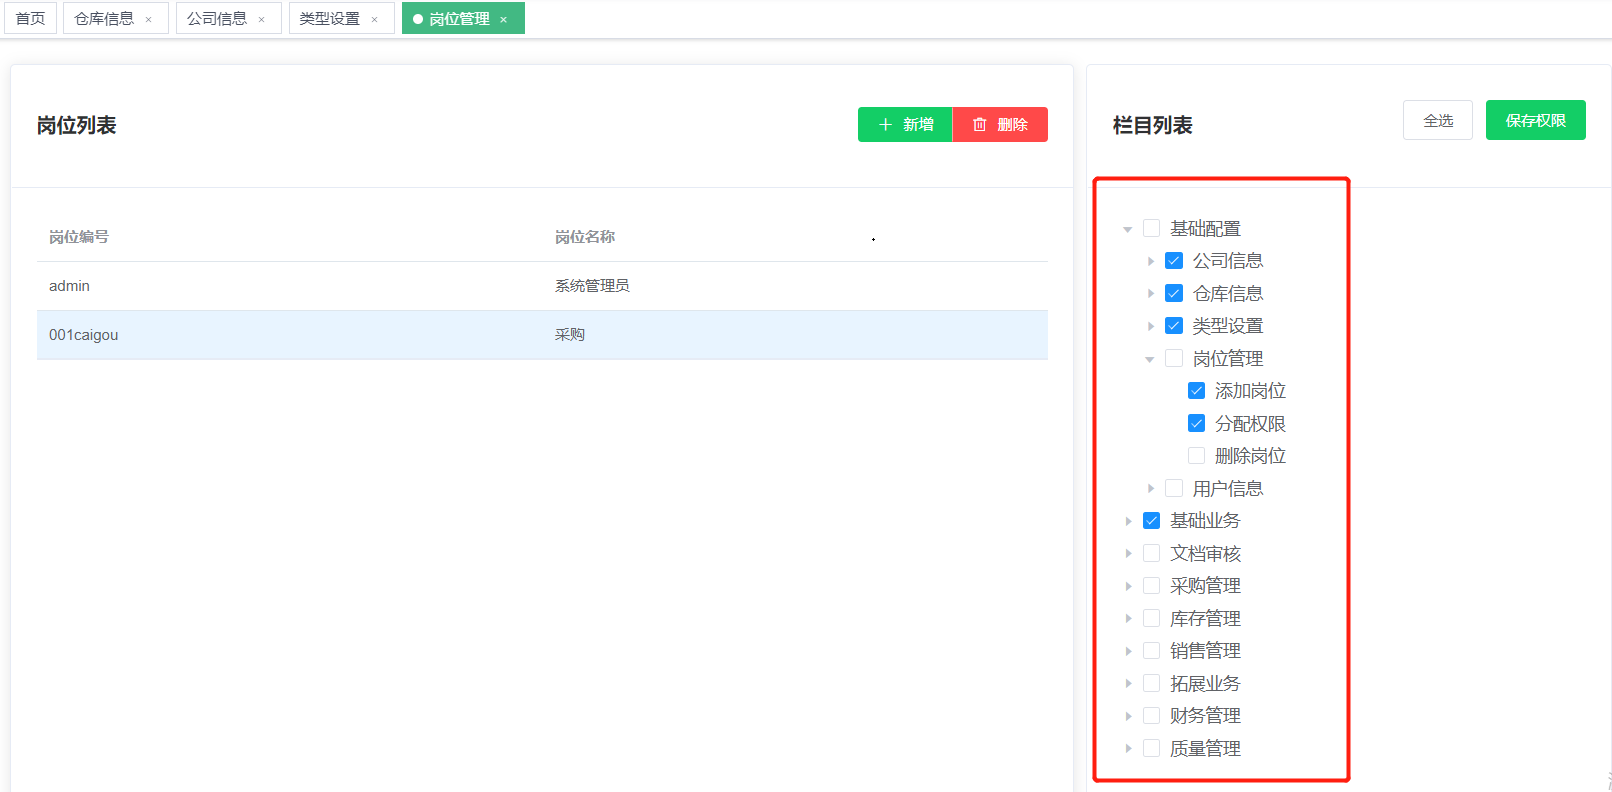 首页 仓库信息 × 公司信息 × 类型设置 × 岗位管理 ×
岗位列表 新增 删除
岗位编号 岗位名称
admin 系统管理员
001caigou 采购
栏目列表 全选 保存权限
基础配置
公司信息
仓库信息
类型设置
岗位管理
添加岗位
分配权限
删除岗位
用户信息
基础业务
文档审核
采购管理
库存管理
销售管理
拓展业务
财务管理
质量管理